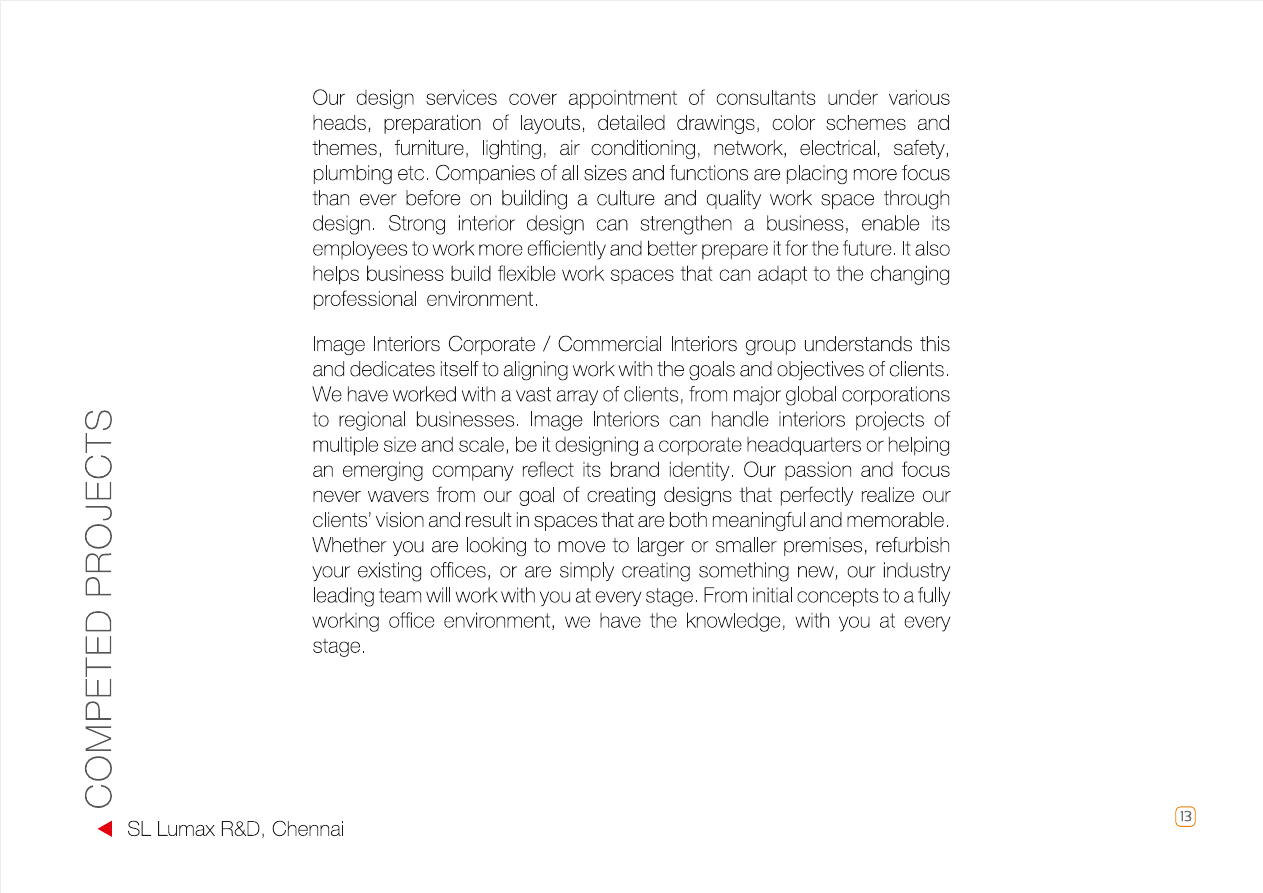 Our design services cover appointment of consultants under various
heads, preparation of layouts, detailed drawings, color schemes and
themes, furniture, lighting, air conditioning, network, electrical, safety,
plumbing etc. Companies of all sizes and functions are placing more focus
than ever before on building a culture and quality work space through
design. Strong interior design can strengthen a business, enable its
employees to work more efficiently and better prepare it for the future. It also
helps business build flexible work spaces that can adapt to the changing
professional environment.
Image Interiors Corporate / Commercial Interiors group understands this
and dedicates itself to aligning work with the goals and objectives of clients.
We have worked with a vast array of clients, from major global corporations
to regional businesses. Image Interiors can handle interiors projects of
multiple size and scale, be it designing a corporate headquarters or helping
an emerging company reflect its brand identity. Our passion and focus
never wavers from our goal of creating designs that perfectly realize our
clients’ vision and result in spaces that are both meaningful and memorable.
Whether you are looking to move to larger or smaller premises, refurbish
your existing offices, or are simply creating something new, our industry
leading team will work with you at every stage. From initial concepts to a fully
working office environment, we have the knowledge, with you at every
stage.
COMPETED PROJECTS
SL Lumax R&D, Chennai
13